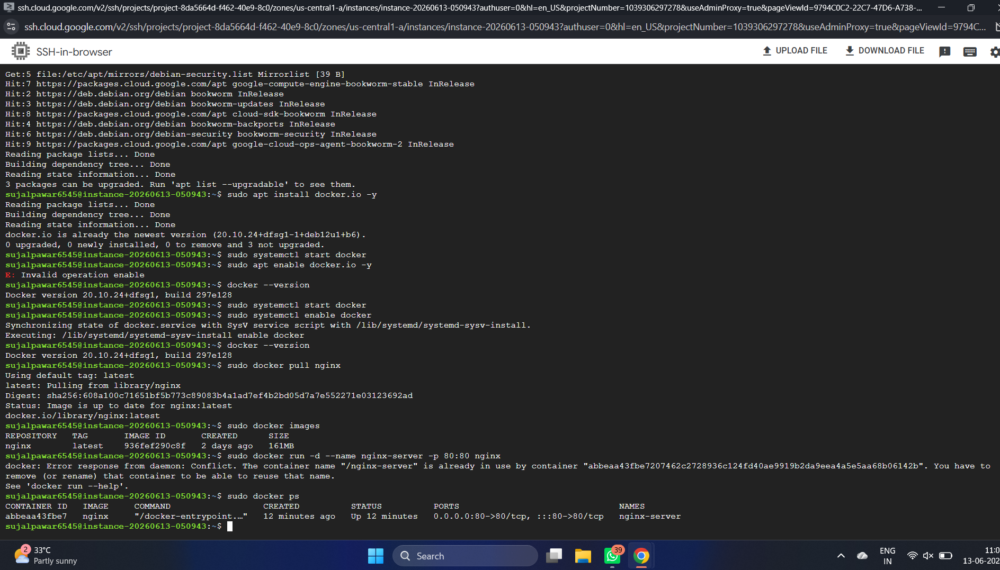 ssh.cloud.google.com/v2/ssh/projects/project-8da5664d-f462-40e9-8c0/zones/us-central1-a/instances/instance-20260613-050943?authuser=0&hl=en_US&projectNumber=1039306297278&useAdminProxy=true&pageViewId=9794C0C2-22C7-47D6-A738-...
ssh.cloud.google.com/v2/ssh/projects/project-8da5664d-f462-40e9-8c0/zones/us-central1-a/instances/instance-20260613-050943?authuser=0&hl=en_US&projectNumber=1039306297278&useAdminProxy=true&pageViewId=9794C...
SSH-in-browser
UPLOAD FILE
DOWNLOAD FILE
Get:5 file:/etc/apt/mirrors/debian-security.list Mirrorlist [39 B]
Hit:7 https://packages.cloud.google.com/apt google-compute-engine-bookworm-stable InRelease
Hit:2 https://deb.debian.org/debian bookworm InRelease
Hit:3 https://deb.debian.org/debian bookworm-updates InRelease
Hit:8 https://packages.cloud.google.com/apt cloud-sdk-bookworm InRelease
Hit:4 https://deb.debian.org/debian bookworm-backports InRelease
Hit:6 https://deb.debian.org/debian-security bookworm-security InRelease
Hit:9 https://packages.cloud.google.com/apt google-cloud-ops-agent-bookworm-2 InRelease
Reading package lists... Done
Building dependency tree... Done
Reading state information... Done
3 packages can be upgraded. Run 'apt list --upgradable' to see them.
sujalpawar6545@instance-20260613-050943:~$ sudo apt install docker.io -y
Reading package lists... Done
Building dependency tree... Done
Reading state information... Done
docker.io is already the newest version (20.10.24+dfsg1-1+deb12u1+b6).
0 upgraded, 0 newly installed, 0 to remove and 3 not upgraded.
sujalpawar6545@instance-20260613-050943:~$ sudo systemctl start docker
sujalpawar6545@instance-20260613-050943:~$ sudo apt enable docker.io -y
E: Invalid operation enable
sujalpawar6545@instance-20260613-050943:~$ docker --version
Docker version 20.10.24+dfsg1, build 297e128
sujalpawar6545@instance-20260613-050943:~$ sudo systemctl start docker
sujalpawar6545@instance-20260613-050943:~$ sudo systemctl enable docker
Synchronizing state of docker.service with SysV service script with /lib/systemd/systemd-sysv-install.
Executing: /lib/systemd/systemd-sysv-install enable docker
sujalpawar6545@instance-20260613-050943:~$ docker --version
Docker version 20.10.24+dfsg1, build 297e128
sujalpawar6545@instance-20260613-050943:~$ sudo docker pull nginx
Using default tag: latest
latest: Pulling from library/nginx
Digest: sha256:608a100c71651bf5b773c89083b4a1ad7ef4b2bd05d7a7e552271e03123692ad
Status: Image is up to date for nginx:latest
docker.io/library/nginx:latest
sujalpawar6545@instance-20260613-050943:~$ sudo docker images
REPOSITORY   TAG       IMAGE ID       CREATED      SIZE
nginx        latest    936fef290c8f   2 days ago   161MB
sujalpawar6545@instance-20260613-050943:~$ sudo docker run -d --name nginx-server -p 80:80 nginx
docker: Error response from daemon: Conflict. The container name "/nginx-server" is already in use by container "abbeaa43fbe7207462c2728936c124fd40ae9919b2da9eea4a5e5aa68b06142b". You have to
remove (or rename) that container to be able to reuse that name.
See 'docker run --help'.
sujalpawar6545@instance-20260613-050943:~$ sudo docker ps
CONTAINER ID   IMAGE     COMMAND                  CREATED          STATUS          PORTS                               NAMES
abbeaa43fbe7   nginx     "/docker-entrypoint.…"   12 minutes ago   Up 12 minutes   0.0.0.0:80->80/tcp, :::80->80/tcp   nginx-server
sujalpawar6545@instance-20260613-050943:~$
2
33°C
Partly sunny
Search
39
ENG
IN
11:0
13-06-202